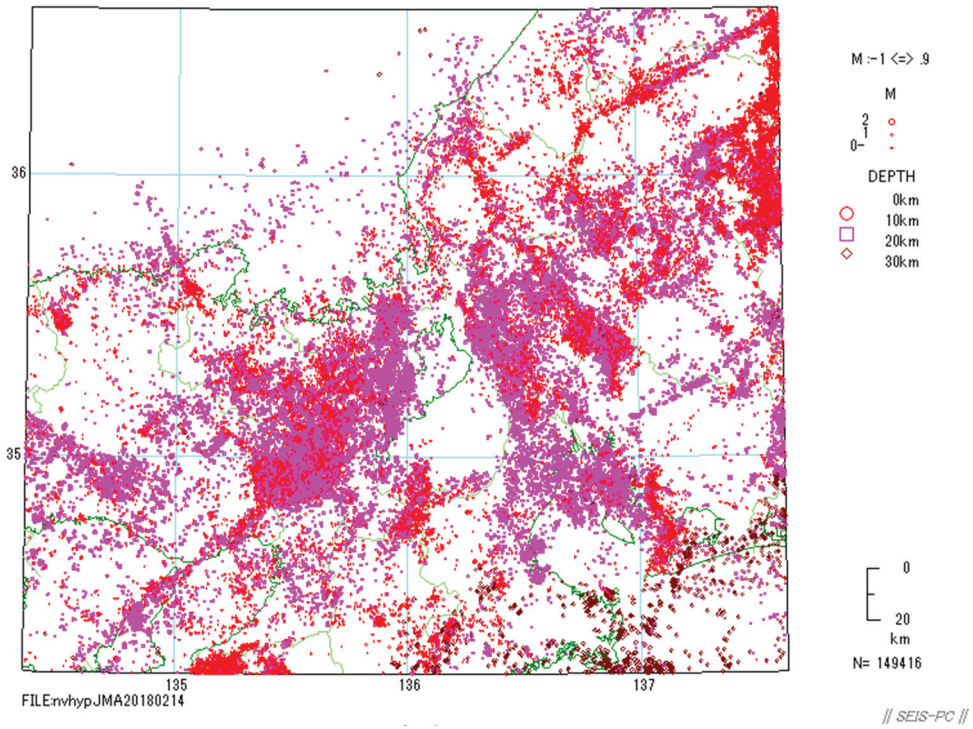 M :-1 <=> .9
M
2
1
0-
DEPTH
0km
10km
20km
30km
36
35
0
20
km
N= 149416
135
136
137
FILE:nvhypJMA20180214
// SEIS-PC //